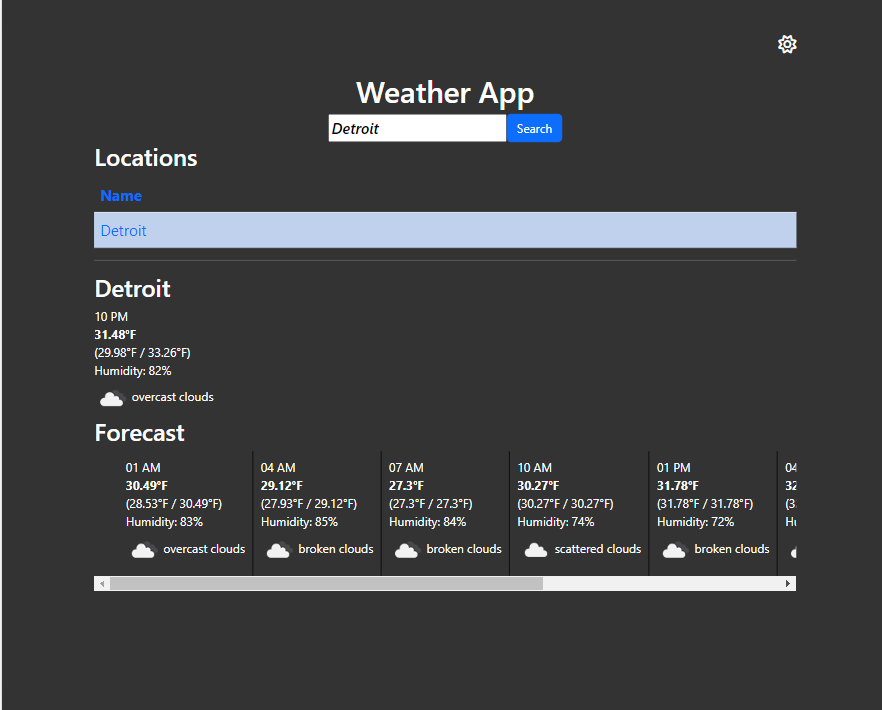 Weather App
Detroit
Search
Locations
Name
Detroit
Detroit
10 PM
31.48°F
(29.98°F / 33.26°F)
Humidity: 82%
overcast clouds
Forecast
01 AM
30.49°F
(28.53°F / 30.49°F)
Humidity: 83%
overcast clouds
04 AM
29.12°F
(27.93°F / 29.12°F)
Humidity: 85%
broken clouds
07 AM
27.3°F
(27.3°F / 27.3°F)
Humidity: 84%
broken clouds
10 AM
30.27°F
(30.27°F / 30.27°F)
Humidity: 74%
scattered clouds
01 PM
31.78°F
(31.78°F / 31.78°F)
Humidity: 72%
broken clouds
04